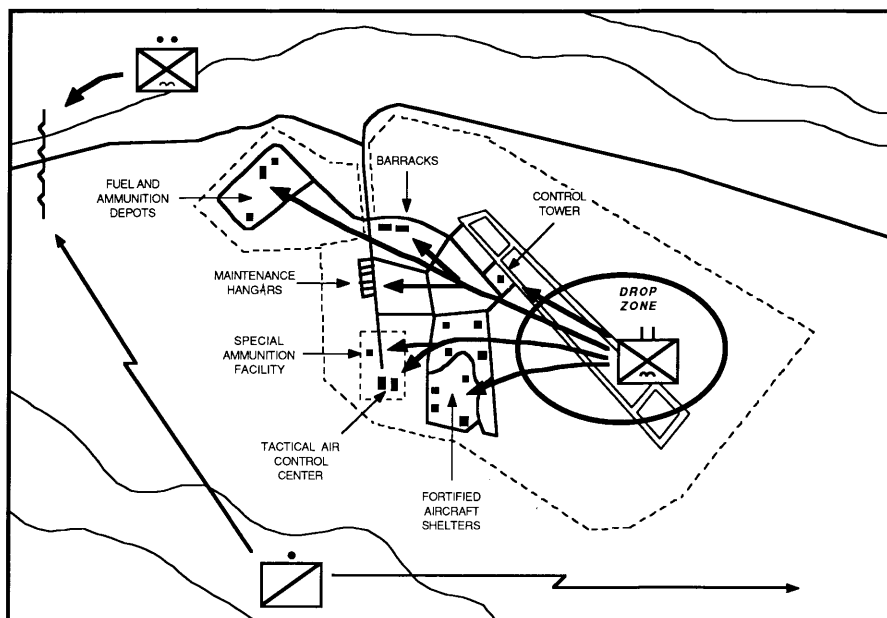 BARRACKS
FUEL AND
AMMUNITION
DEPOTS
CONTROL
TOWER
MAINTENANCE
HANGARS
DROP
ZONE
SPECIAL
AMMUNITION
FACILITY
TACTICAL AIR
CONTROL
CENTER
FORTIFIED
AIRCRAFT
SHELTERS